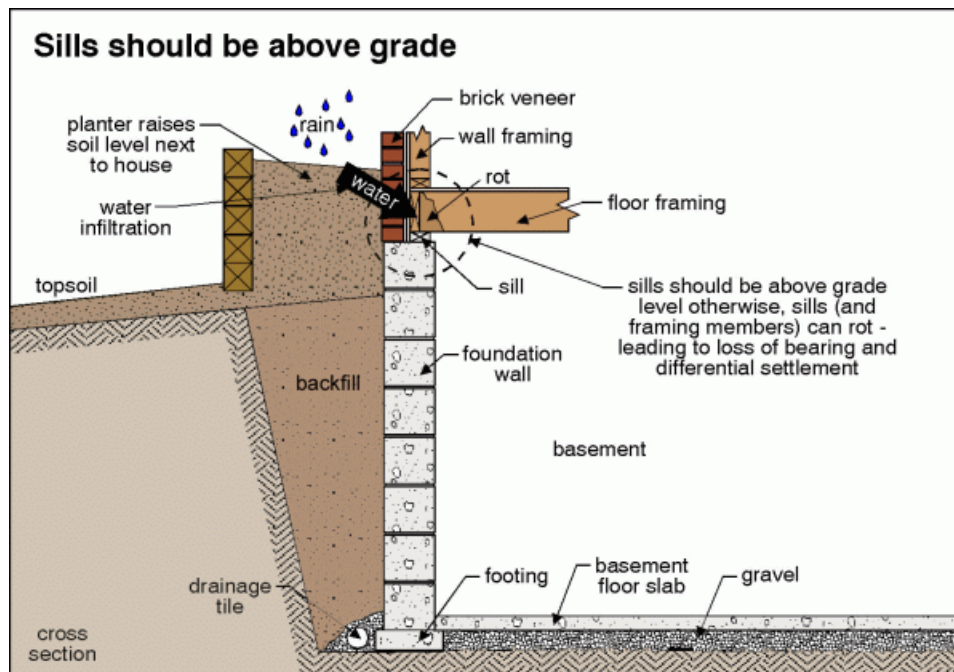 Sills should be above grade
rain
brick veneer
planter raises
soil level next
to house
wall framing
water
rot
water
infiltration
floor framing
topsoil
sill
sills should be above grade
level otherwise, sills (and
framing members) can rot -
leading to loss of bearing and
differential settlement
foundation
wall
backfill
basement
drainage
tile
footing
basement
floor slab
gravel
cross
section